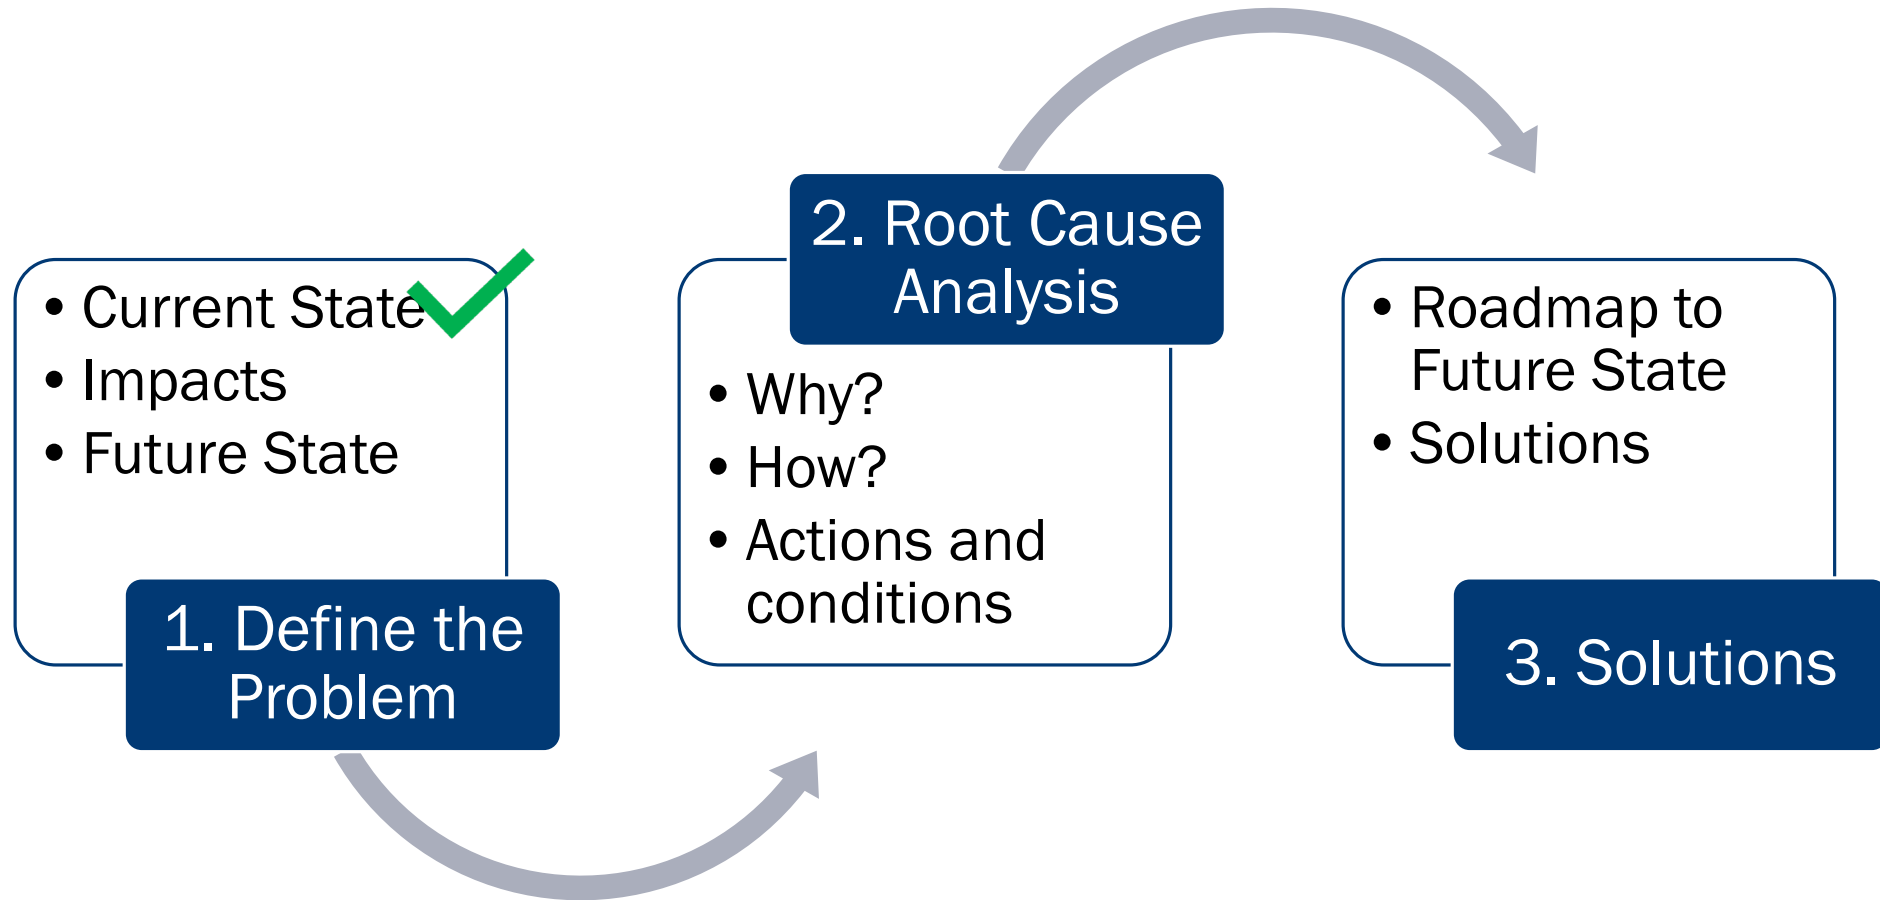 • Current State
• Impacts
• Future State
1. Define the
Problem
2. Root Cause
Analysis
• Why?
• How?
• Actions and
conditions
• Roadmap to
Future State
• Solutions
3. Solutions